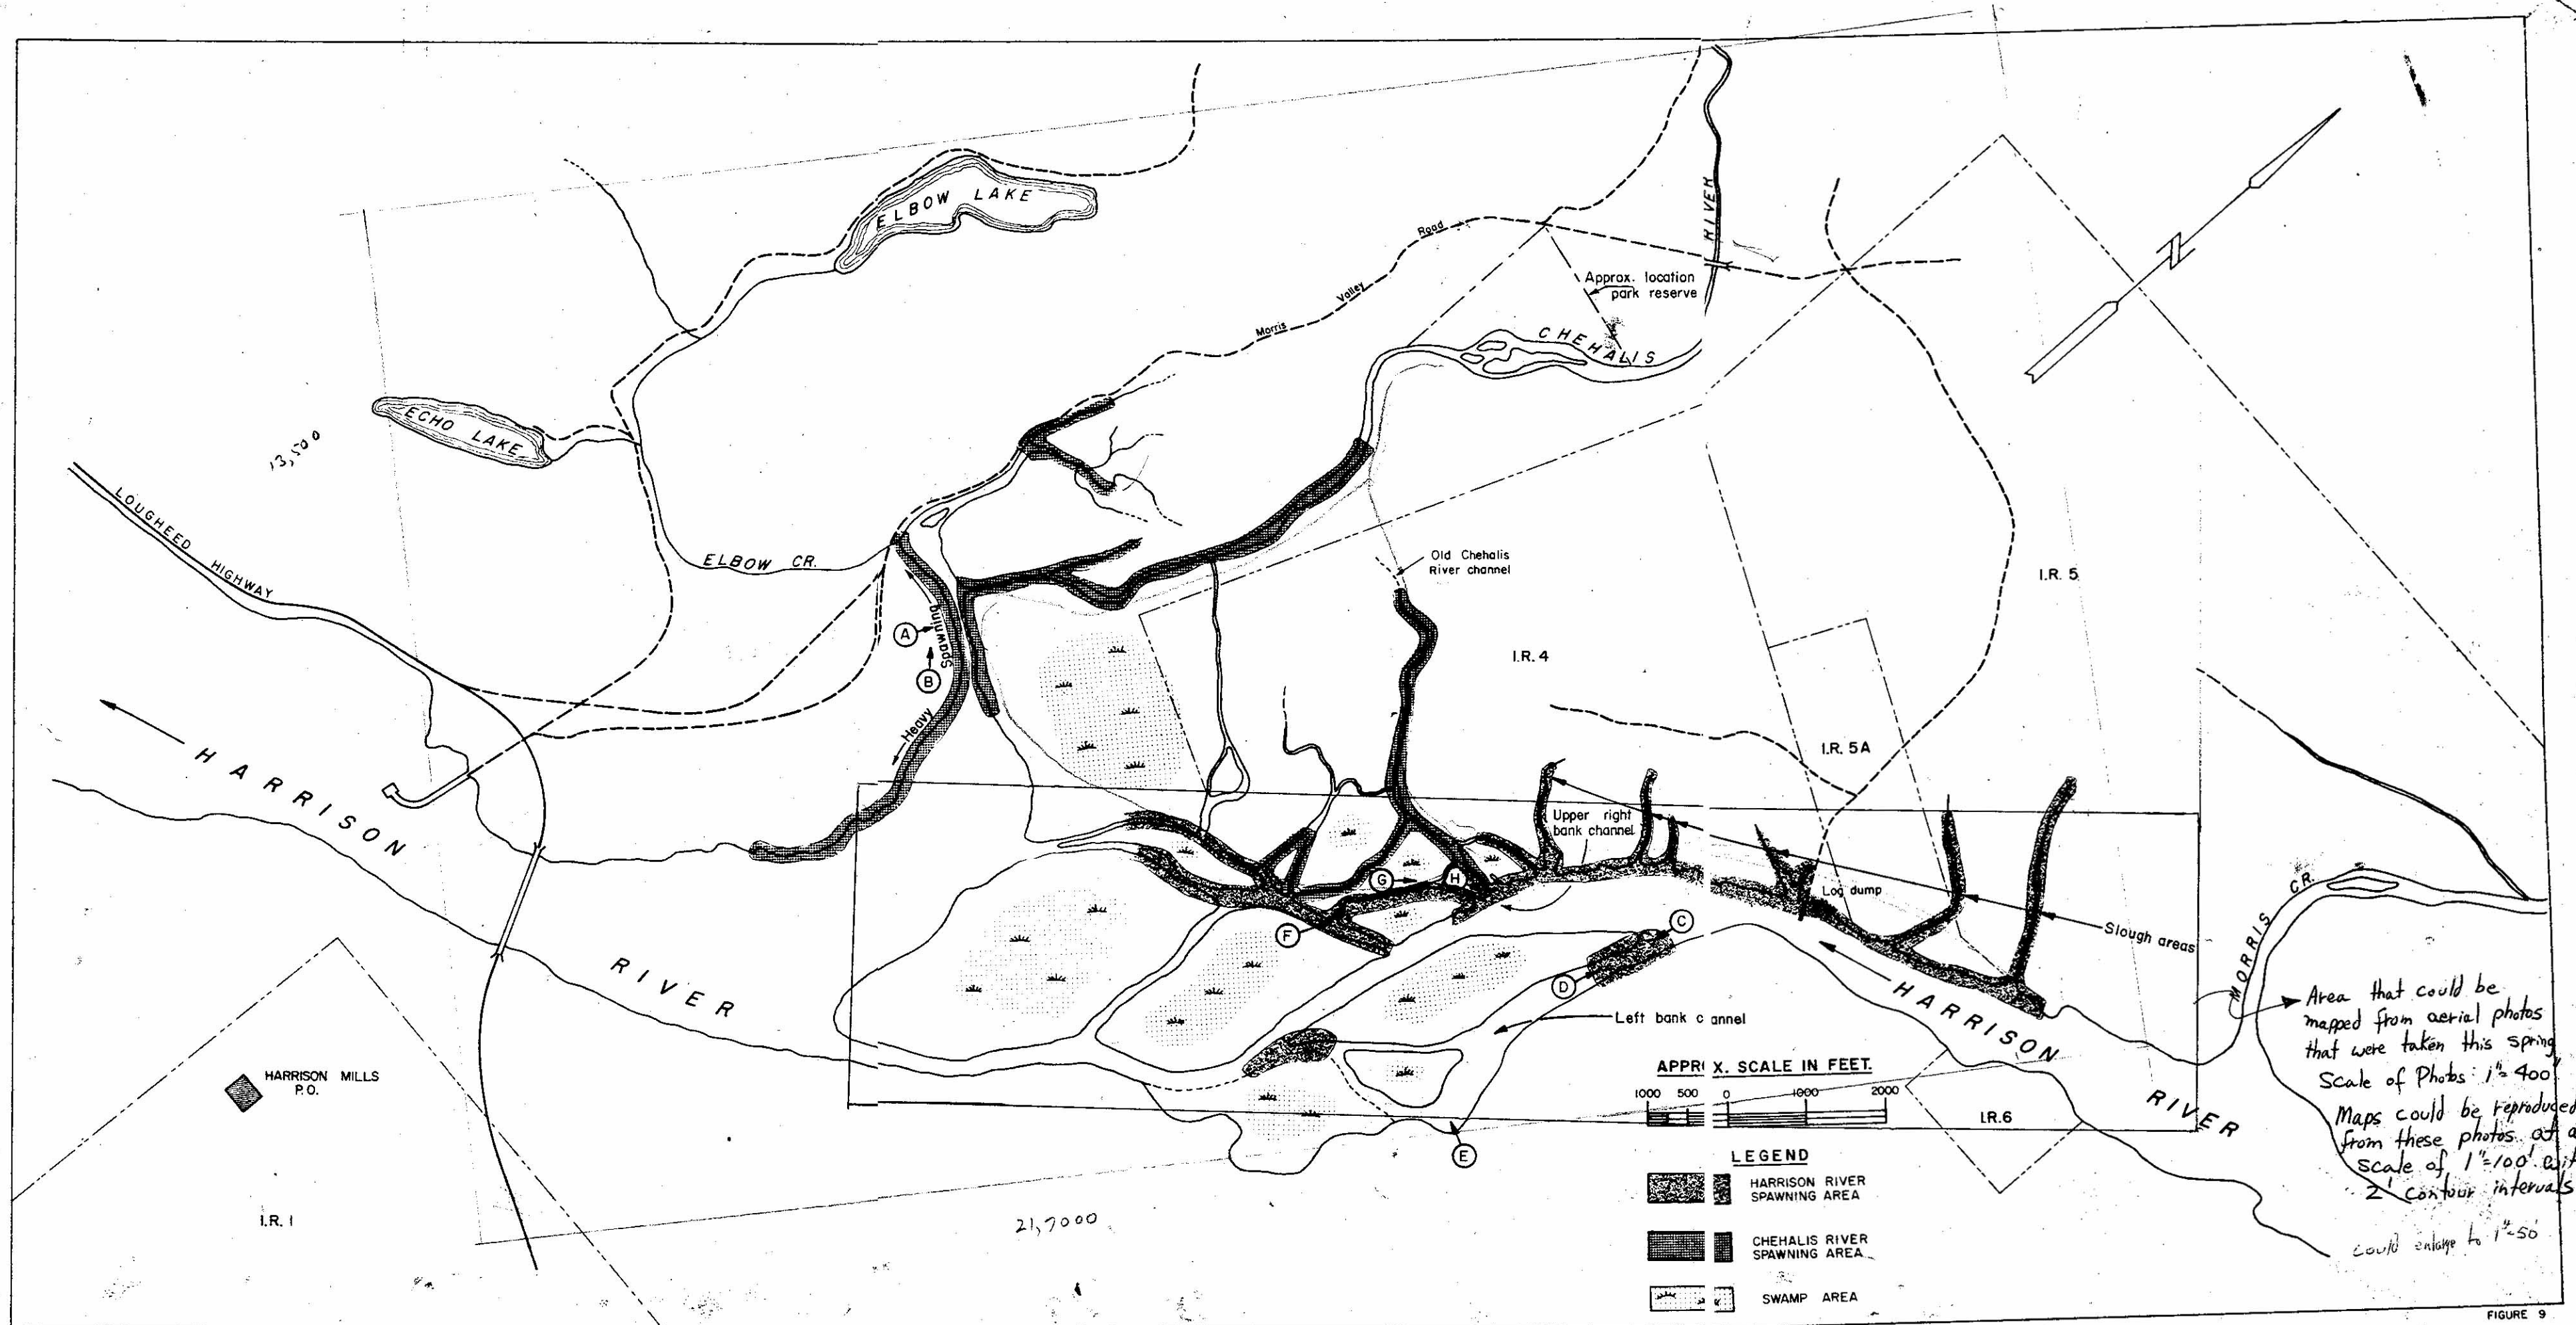 ELBOW LAKE
RIVER
Road
Valley
Morris
Approx. location
park reserve
CHEHALIS
N
ECHO LAKE
13,500
LOUGHEED HIGHWAY
ELBOW CR.
Old Chehalis
River channel
I.R. 5
I.R. 4
A
B
Heavy Spawning
I.R. 5A
HARRISON
RIVER
Upper right
bank channel
G
H
Log dump
F
C
D
Slough areas
MORRIS CR.
Left bank c annel
HARRISON
RIVER
Area that could be
mapped from aerial photos
that were taken this spring
Scale of Photos: 1"=400'
Maps could be reproduced
from these photos at a
scale of 1"=100'
2' contour intervals
could enlarge to 1"=50'
HARRISON MILLS
P.O.
APPR X. SCALE IN FEET.
1000 500 0 1000 2000
I.R. 6
E
LEGEND
HARRISON RIVER
SPAWNING AREA
CHEHALIS RIVER
SPAWNING AREA
SWAMP AREA
I.R. 1
21,7000
FIGURE 9